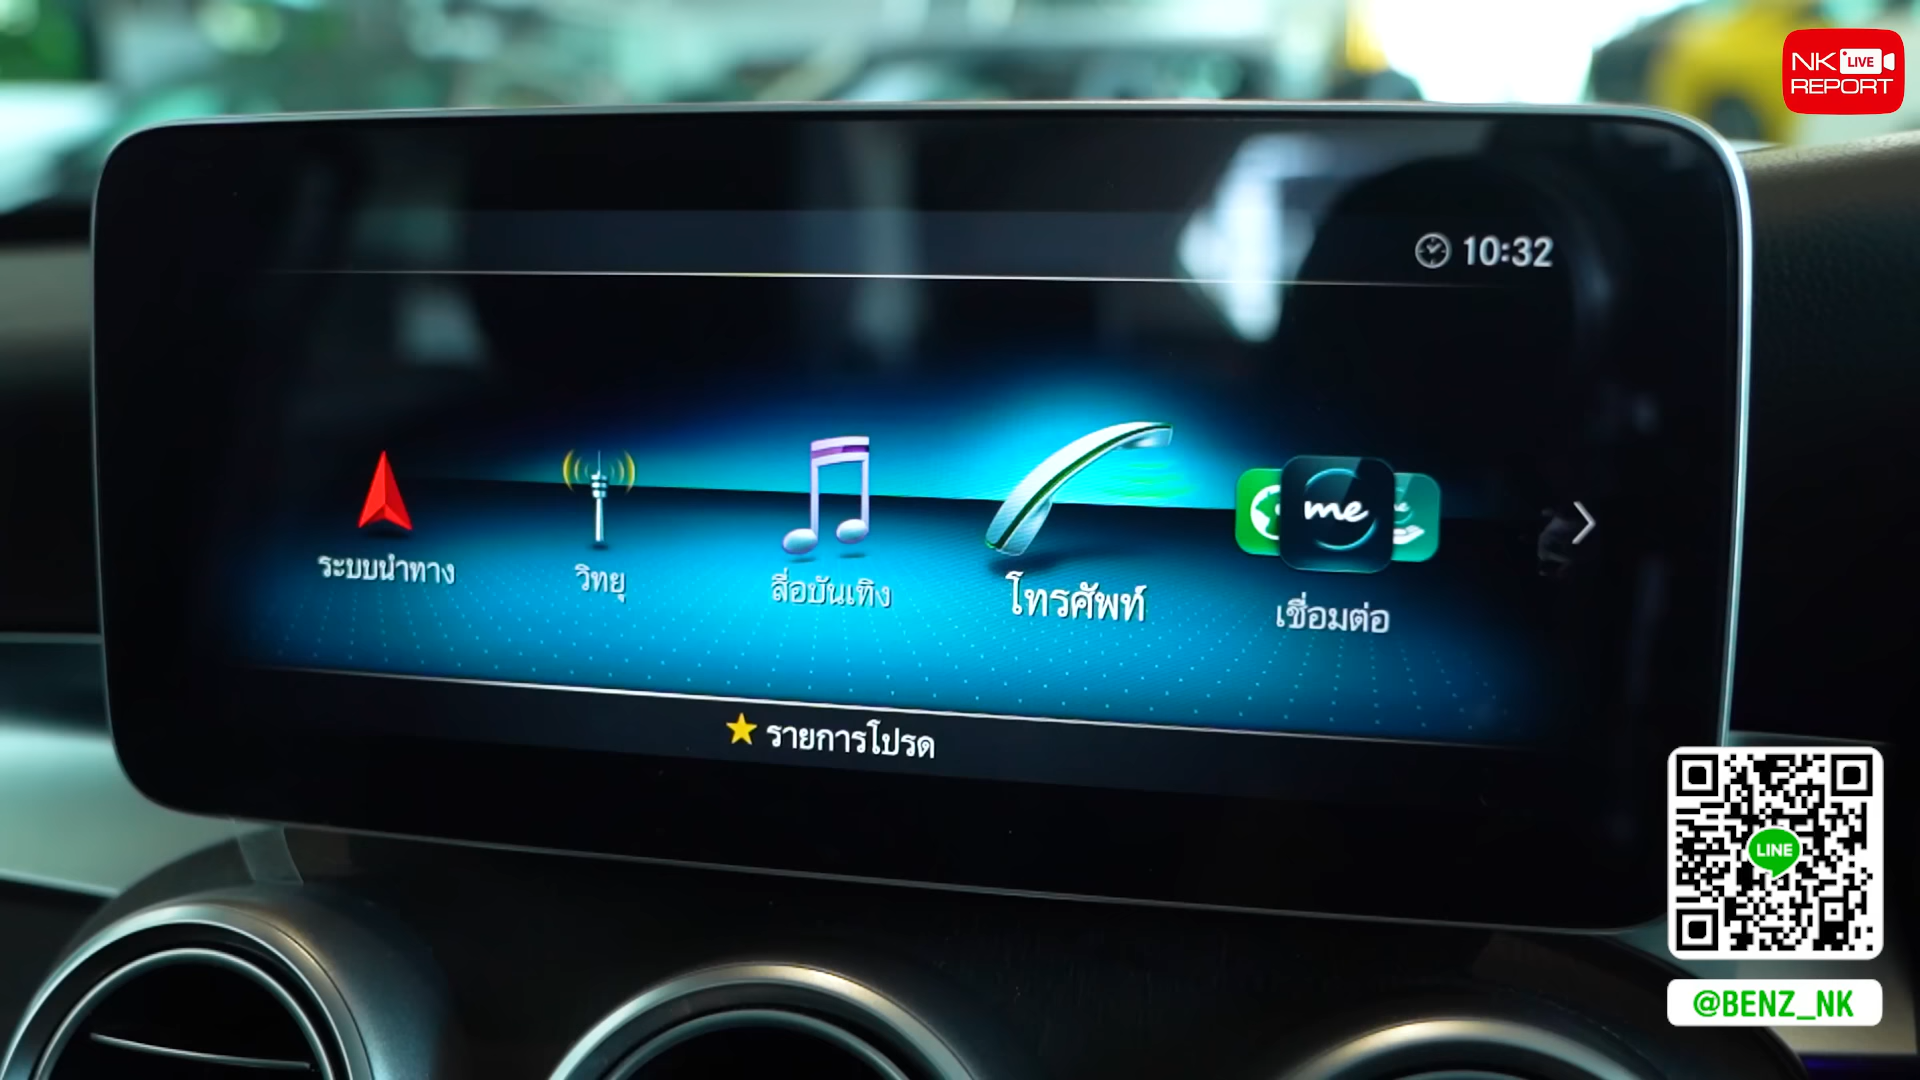 NK LIVE
REPORT
10:32
ระบบนำทาง
วิทยุ
สื่อบันเทิง
โทรศัพท์
me
เชื่อมต่อ
รายการโปรด
LINE
@BENZ_NK